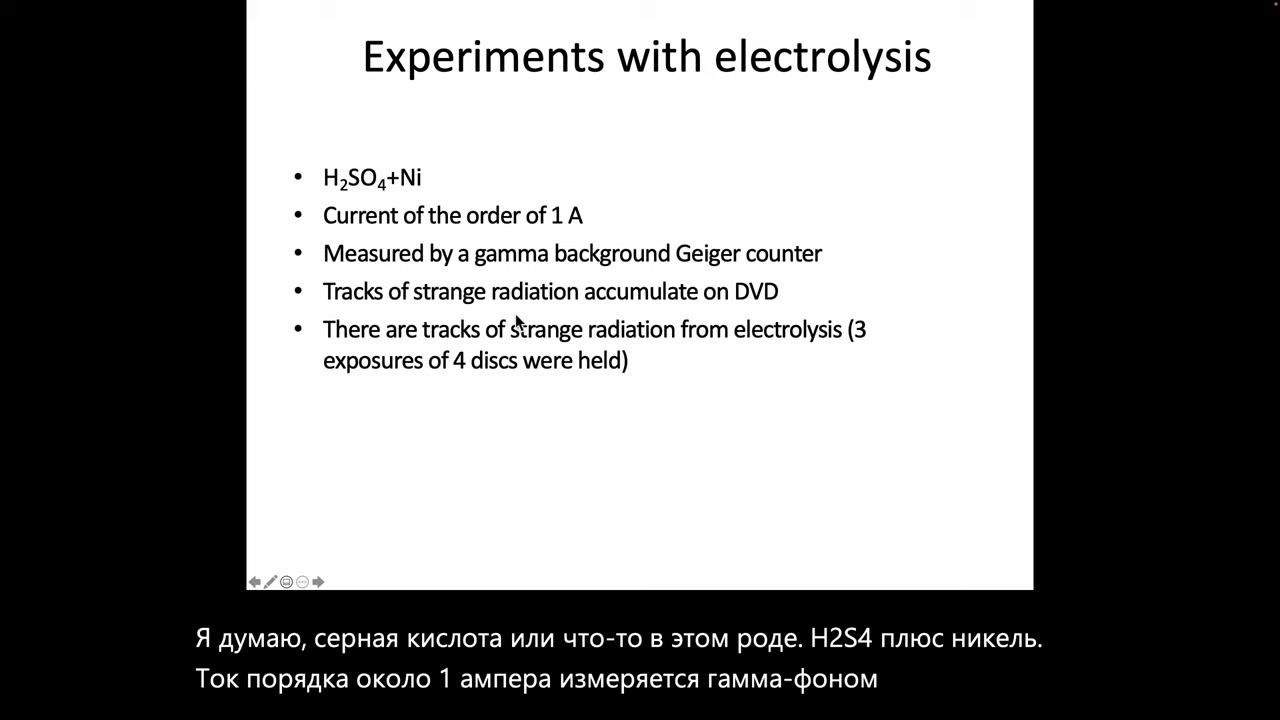 Experiments with electrolysis
• H₂SO₄+Ni
• Current of the order of 1 A
• Measured by a gamma background Geiger counter
• Tracks of strange radiation accumulate on DVD
• There are tracks of strange radiation from electrolysis (3
exposures of 4 discs were held)
Я думаю, серная кислота или что-то в этом роде. H2S4 плюс никель.
Ток порядка около 1 ампера измеряется гамма-фоном